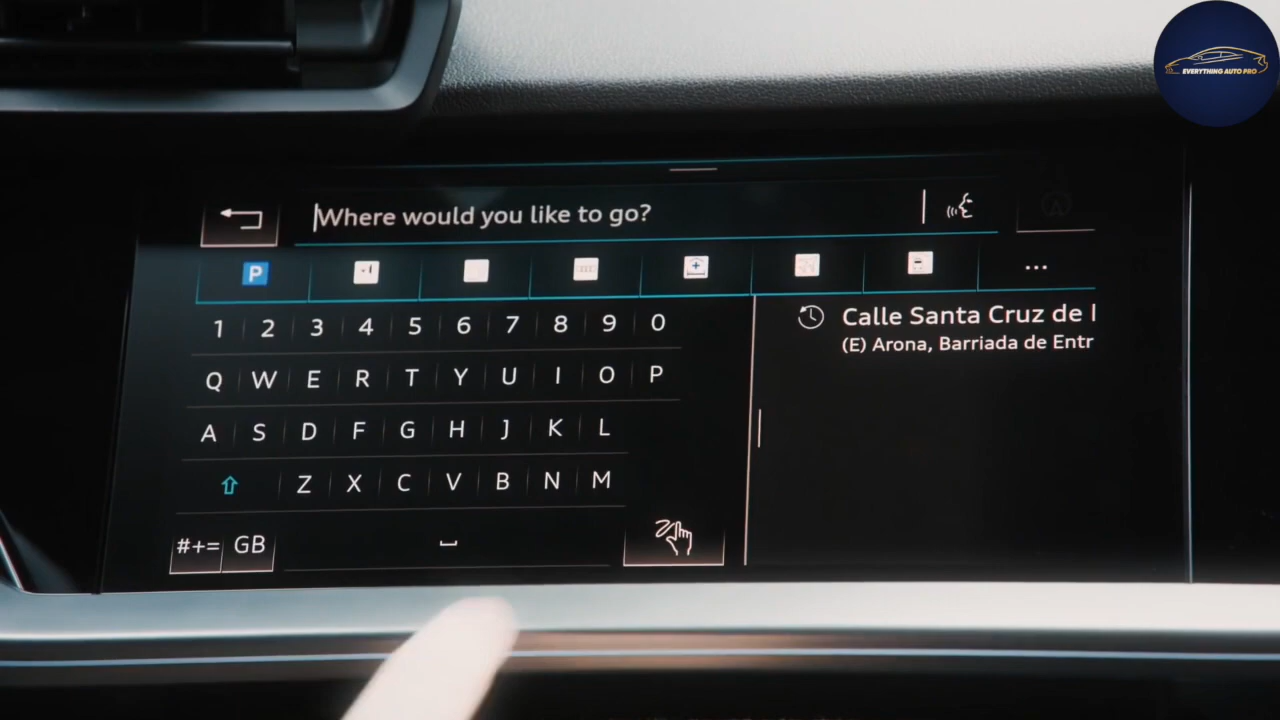 EVERYTHING AUTO PRO
Where would you like to go?
P
...
1 2 3 4 5 6 7 8 9 0
Q W E R T Y U I O P
A S D F G H J K L
Z X C V B N M
#+= GB
Calle Santa Cruz de l
(E) Arona, Barriada de Entr